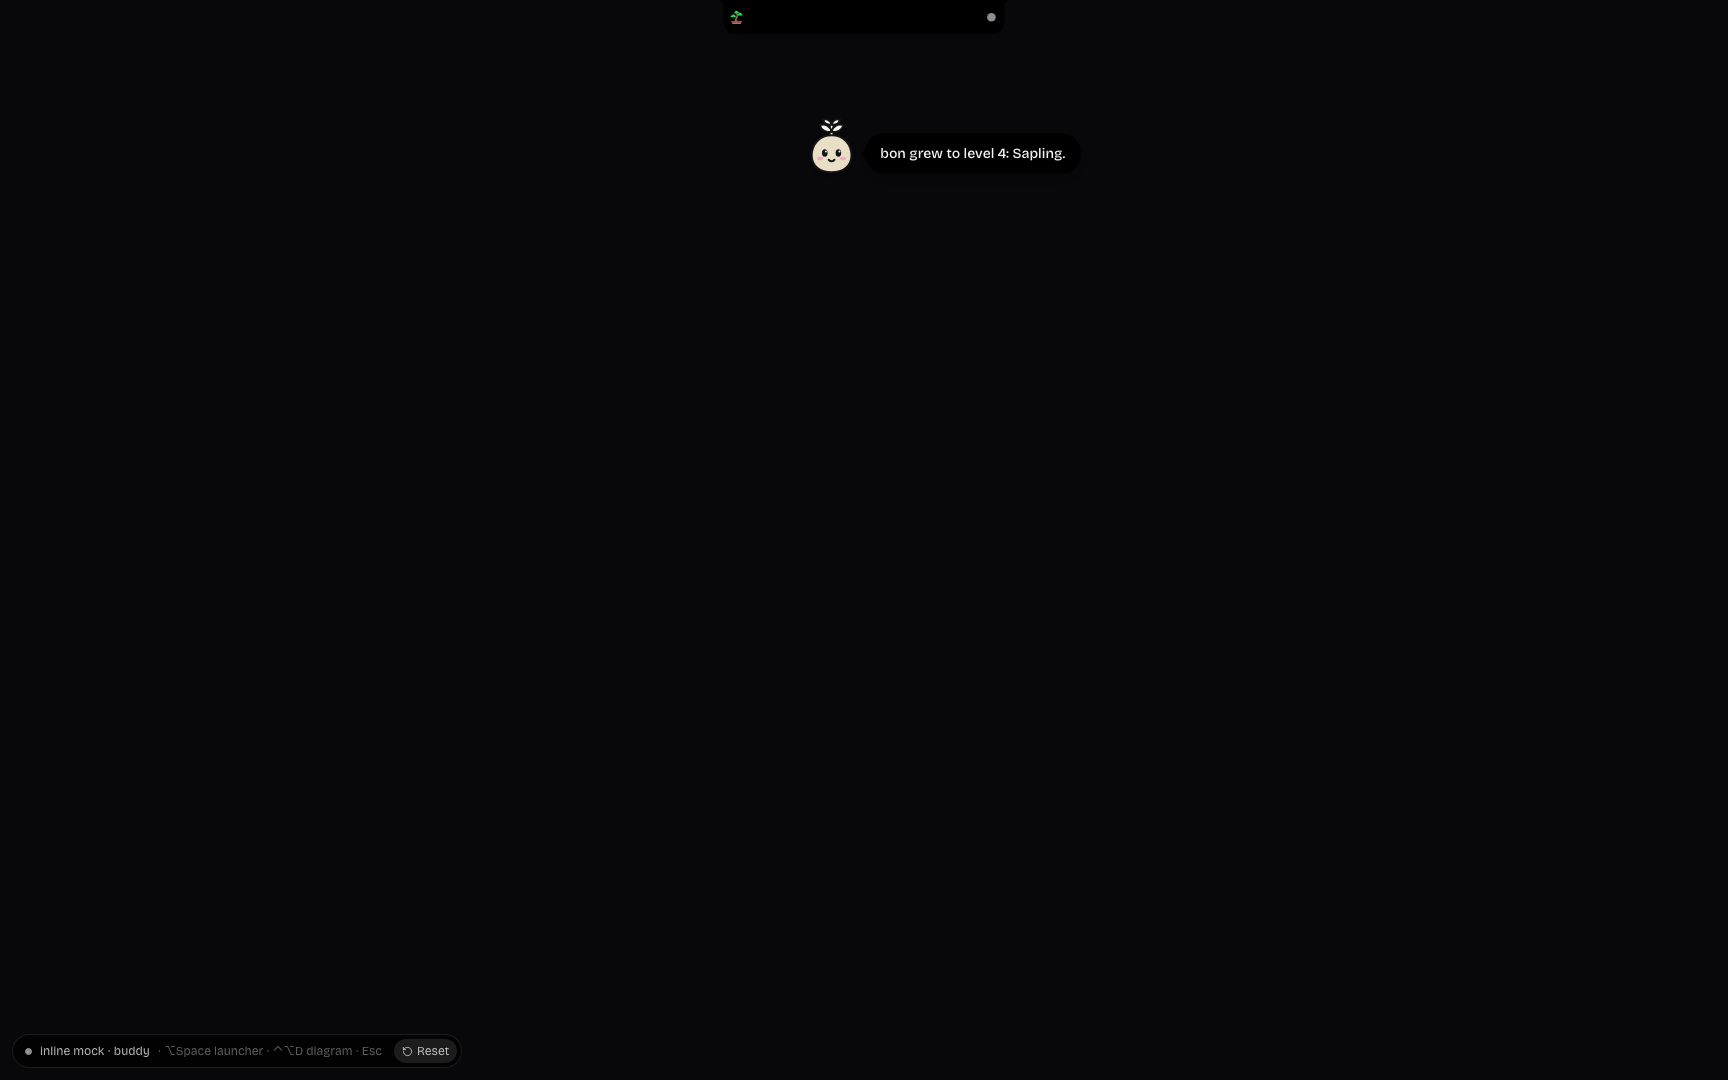 bon grew to level 4: Sapling.
inline mock · buddy · ⌥Space launcher · ^⌥D diagram · Esc Reset